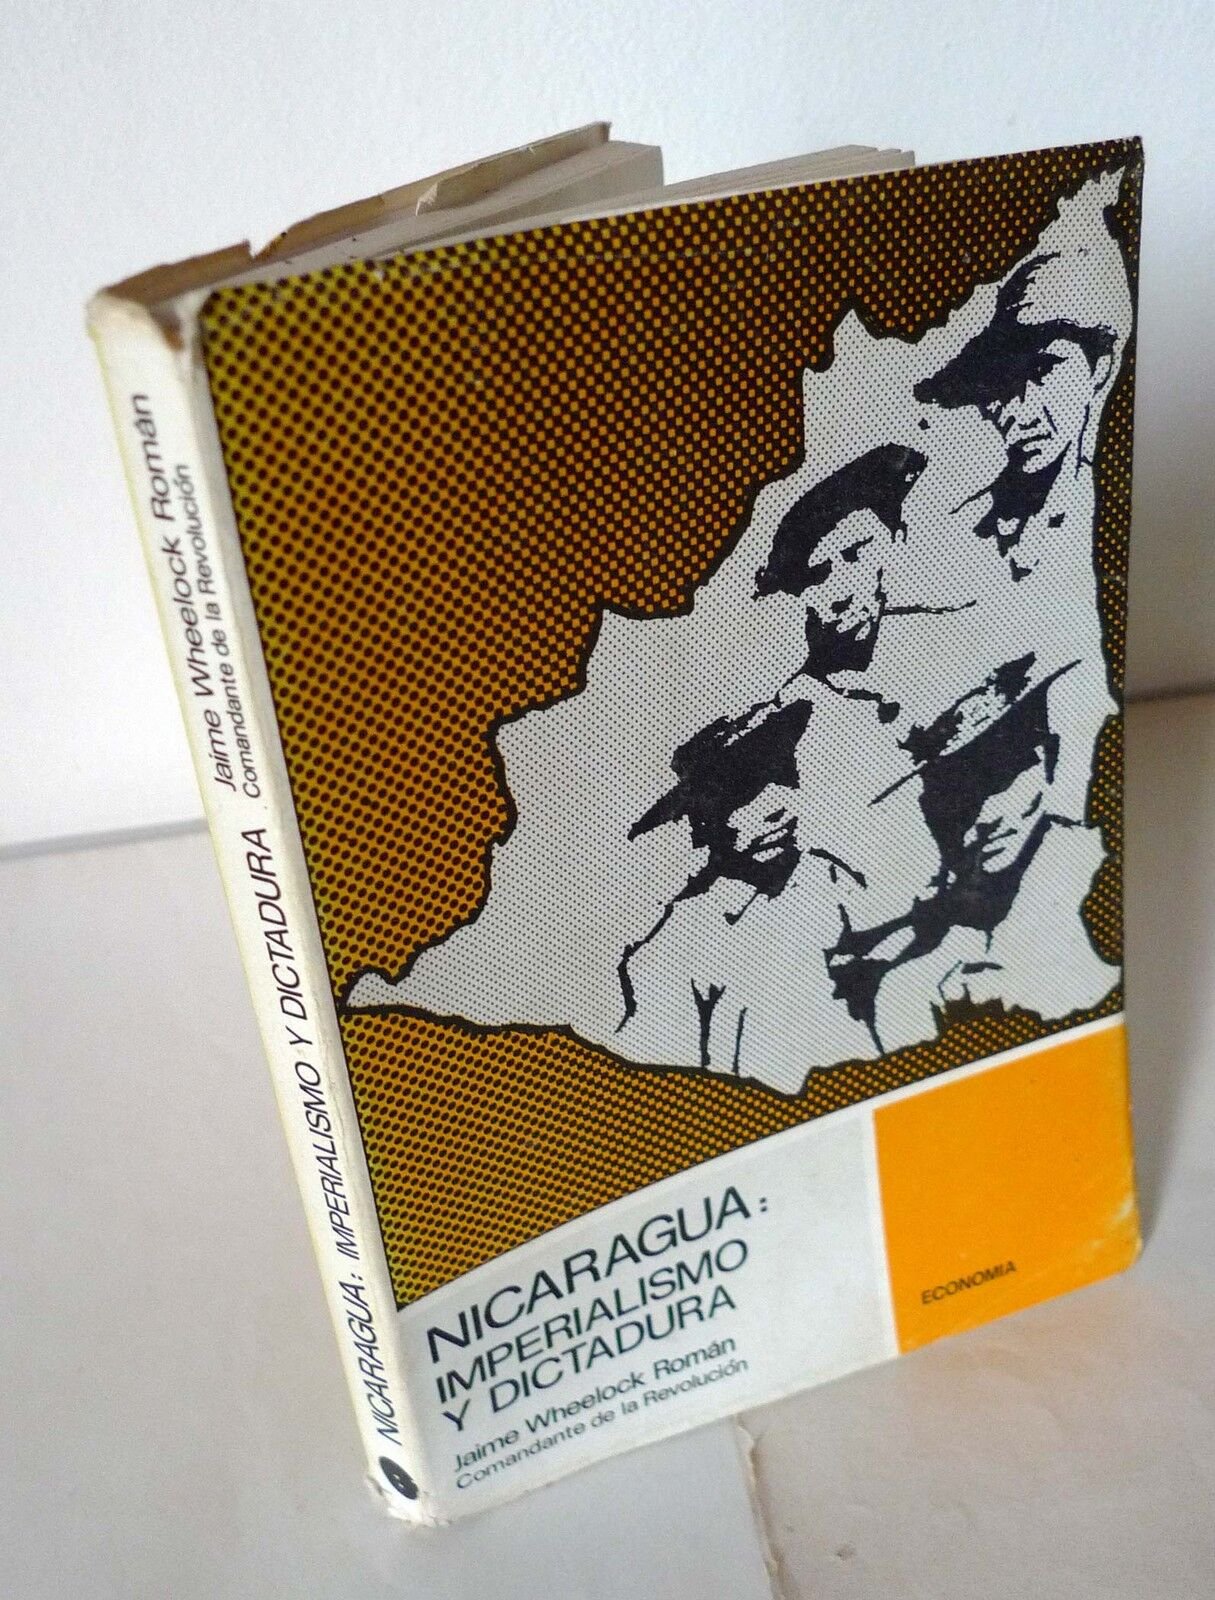 Jaime Wheelock Román
Comandante de la Revolución
NICARAGUA: IMPERIALISMO Y DICTADURA
NICARAGUA:
IMPERIALISMO
Y DICTADURA
Jaime Wheelock Román
Comandante de la Revolución
ECONOMIA